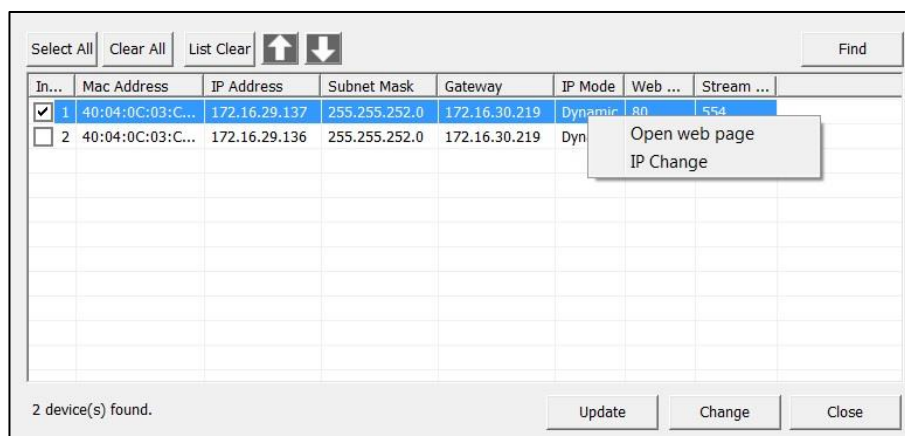 Select All Clear All List Clear Find
In... Mac Address IP Address Subnet Mask Gateway IP Mode Web ... Stream ...
1 40:04:0C:03:C... 172.16.29.137 255.255.252.0 172.16.30.219 Dynamic 80 554
2 40:04:0C:03:C... 172.16.29.136 255.255.252.0 172.16.30.219 Dyn
Open web page
IP Change
2 device(s) found. Update Change Close